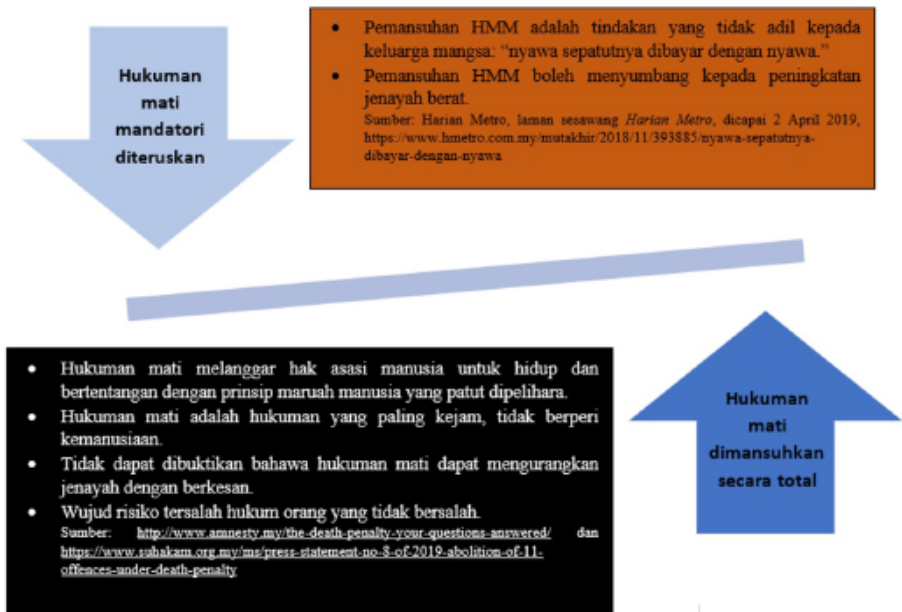 Hukuman
mati
mandatori
diteruskan
• Pemansuhan HMM adalah tindakan yang tidak adil kepada
keluarga mangsa: “nyawa sepatutnya dibayar dengan nyawa.”
• Pemansuhan HMM boleh menyumbang kepada peningkatan
jenayah berat.
Sumber: Harian Metro, laman sesawang Harian Metro, dicapai 2 April 2019,
https://www.hmetro.com.my/mutakhir/2018/11/393885/nyawa-sepatutnya-
dibayar-dengan-nyawa
• Hukuman mati melanggar hak asasi manusia untuk hidup dan
bertentangan dengan prinsip maruah manusia yang patut dipelihara.
• Hukuman mati adalah hukuman yang paling kejam, tidak berperi
kemanusiaan.
• Tidak dapat dibuktikan bahawa hukuman mati dapat mengurangkan
jenayah dengan berkesan.
• Wujud risiko tersalah hukum orang yang tidak bersalah.
Sumber: http://www.amnesty.my/the-death-penalty-your-questions-answered/ dan
https://www.suhakam.org.my/ms/press-statement-no-8-of-2019-abolition-of-11-
offences-under-death-penalty
Hukuman
mati
dimansuhkan
secara total